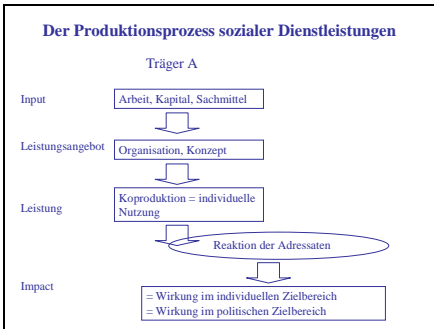 Der Produktionsprozess sozialer Dienstleistungen
Träger A
Input
Arbeit, Kapital, Sachmittel
Leistungsangebot
Organisation, Konzept
Leistung
Koproduktion = individuelle
Nutzung
Reaktion der Adressaten
Impact
= Wirkung im individuellen Zielbereich
= Wirkung im politischen Zielbereich